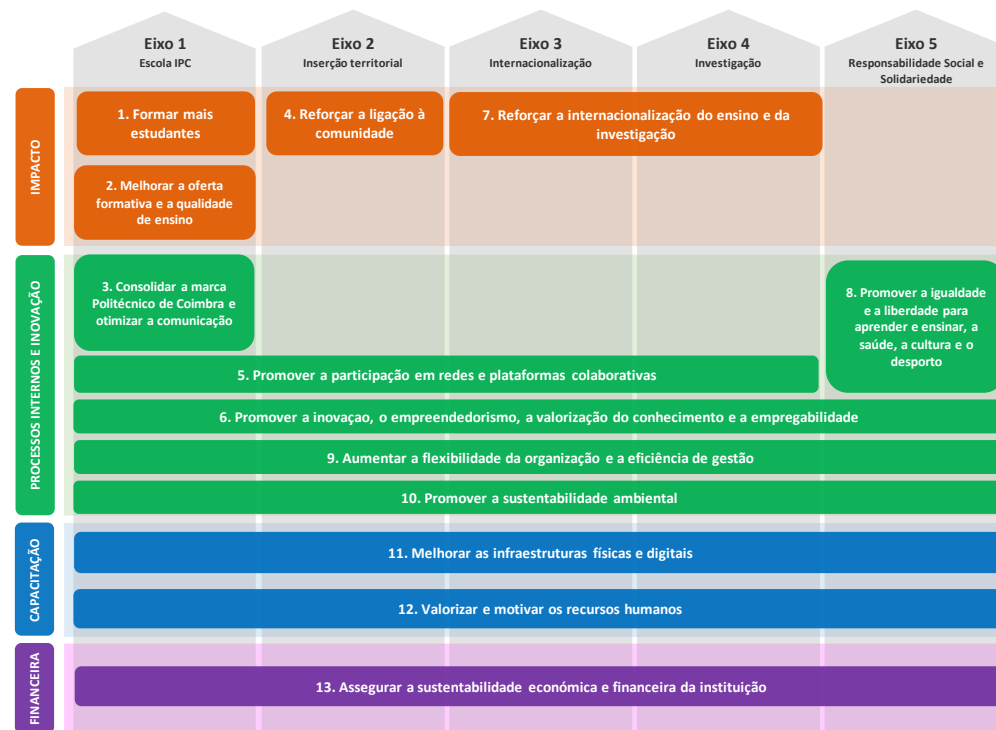 Eixo 1
Escola IPC
Eixo 2
Inserção territorial
Eixo 3
Internacionalização
Eixo 4
Investigação
Eixo 5
Responsabilidade Social e
Solidariedade
IMPACTO
1. Formar mais
estudantes
4. Reforçar a ligação à
comunidade
7. Reforçar a internacionalização do ensino e da
investigação
2. Melhorar a oferta
formativa e a qualidade
de ensino
PROCESSOS INTERNOS E INOVAÇÃO
3. Consolidar a marca
Politécnico de Coimbra e
otimizar a comunicação
8. Promover a igualdade
e a liberdade para
aprender e ensinar, a
saúde, a cultura e o
desporto
5. Promover a participação em redes e plataformas colaborativas
6. Promover a inovaçao, o empreendedorismo, a valorização do conhecimento e a empregabilidade
9. Aumentar a flexibilidade da organização e a eficiência de gestão
10. Promover a sustentabilidade ambiental
CAPACITAÇÃO
11. Melhorar as infraestruturas físicas e digitais
12. Valorizar e motivar os recursos humanos
FINANCEIRA
13. Assegurar a sustentabilidade económica e financeira da instituição